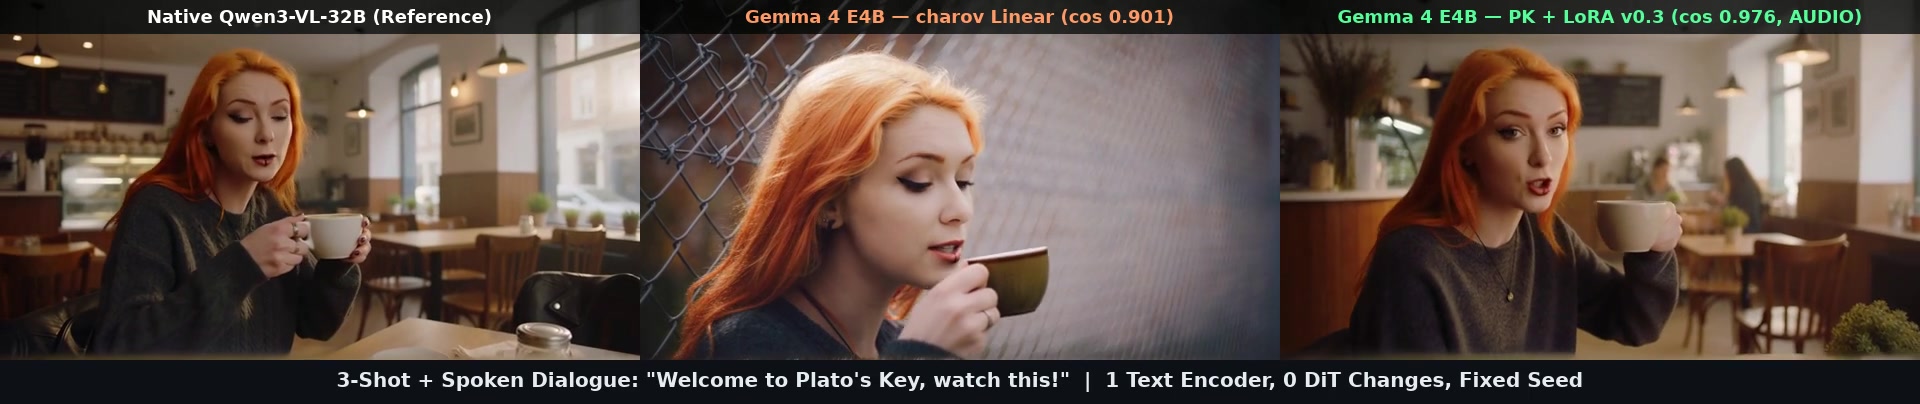 Native Qwen3-VL-32B (Reference)
Gemma 4 E4B — charov Linear (cos 0.901)
Gemma 4 E4B — PK + LoRA v0.3 (cos 0.976, AUDIO)
3-Shot + Spoken Dialogue: "Welcome to Plato's Key, watch this!" | 1 Text Encoder, 0 DiT Changes, Fixed Seed